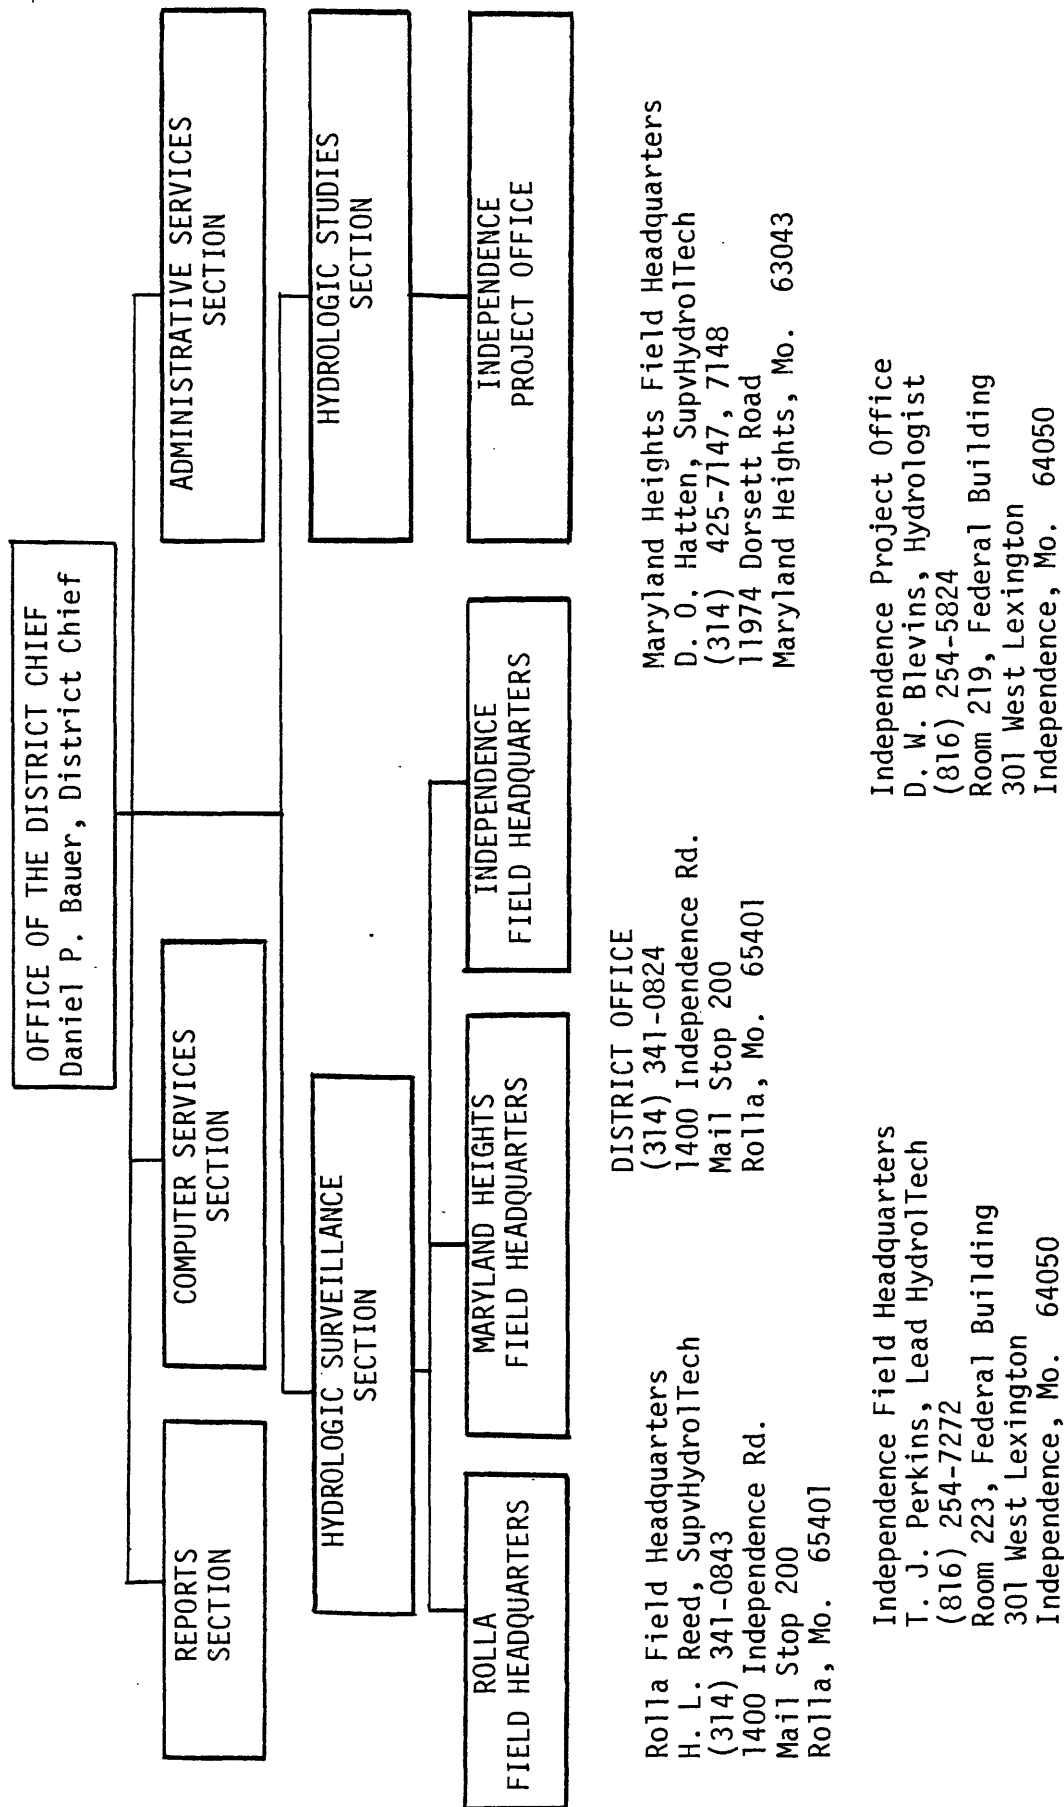 OFFICE OF THE DISTRICT CHIEF
Daniel P. Bauer, District Chief
REPORTS
SECTION
COMPUTER SERVICES
SECTION
ADMINISTRATIVE SERVICES
SECTION
HYDROLOGIC SURVEILLANCE
SECTION
HYDROLOGIC STUDIES
SECTION
ROLLA
FIELD HEADQUARTERS
MARYLAND HEIGHTS
FIELD HEADQUARTERS
INDEPENDENCE
FIELD HEADQUARTERS
INDEPENDENCE
PROJECT OFFICE
DISTRICT OFFICE
(314) 341-0824
1400 Independence Rd.
Mail Stop 200
Rolla, Mo. 65401
Rolla Field Headquarters
H. L. Reed, SupvHydrolTech
(314) 341-0843
1400 Independence Rd.
Mail Stop 200
Rolla, Mo. 65401
Maryland Heights Field Headquarters
D. O. Hatten, SupvHydrolTech
(314) 425-7147, 7148
11974 Dorsett Road
Maryland Heights, Mo. 63043
Independence Field Headquarters
T. J. Perkins, Lead HydrolTech
(816) 254-7272
Room 223, Federal Building
301 West Lexington
Independence, Mo. 64050
Independence Project Office
D. W. Blevins, Hydrologist
(816) 254-5824
Room 219, Federal Building
301 West Lexington
Independence, Mo. 64050